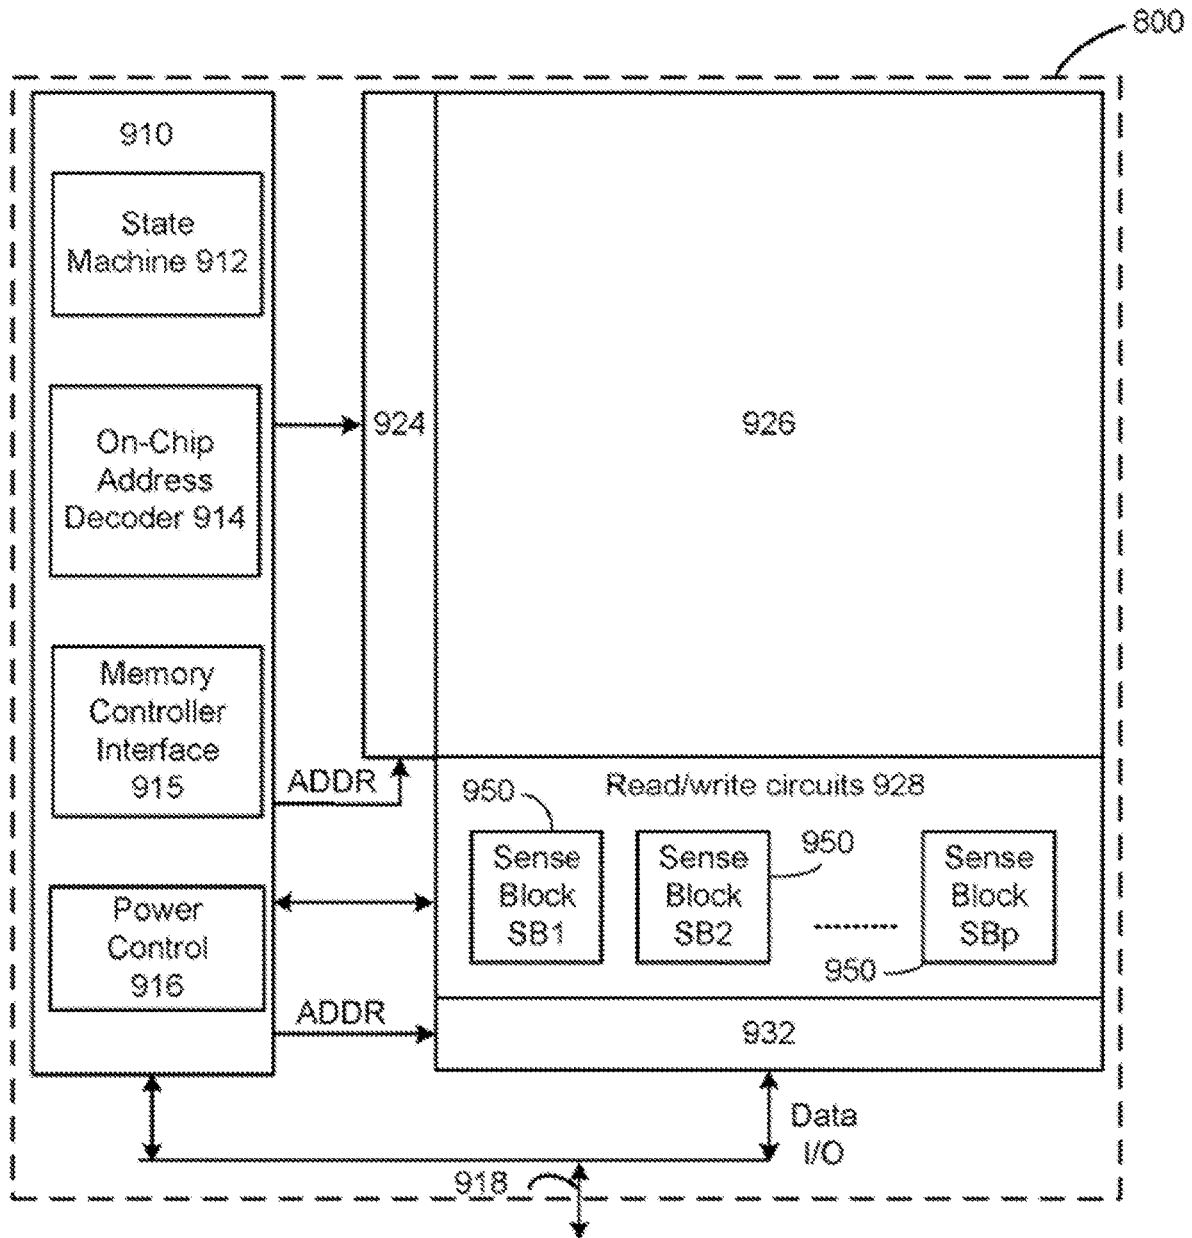 800
910
State
Machine 912
On-Chip
Address
Decoder 914
Memory
Controller
Interface
915
Power
Control
916
924
926
ADDR
Read/write circuits 928
950
Sense
Block
SB1
Sense
Block
SB2
950
Sense
Block
SBp
950
ADDR
932
Data
I/O
918